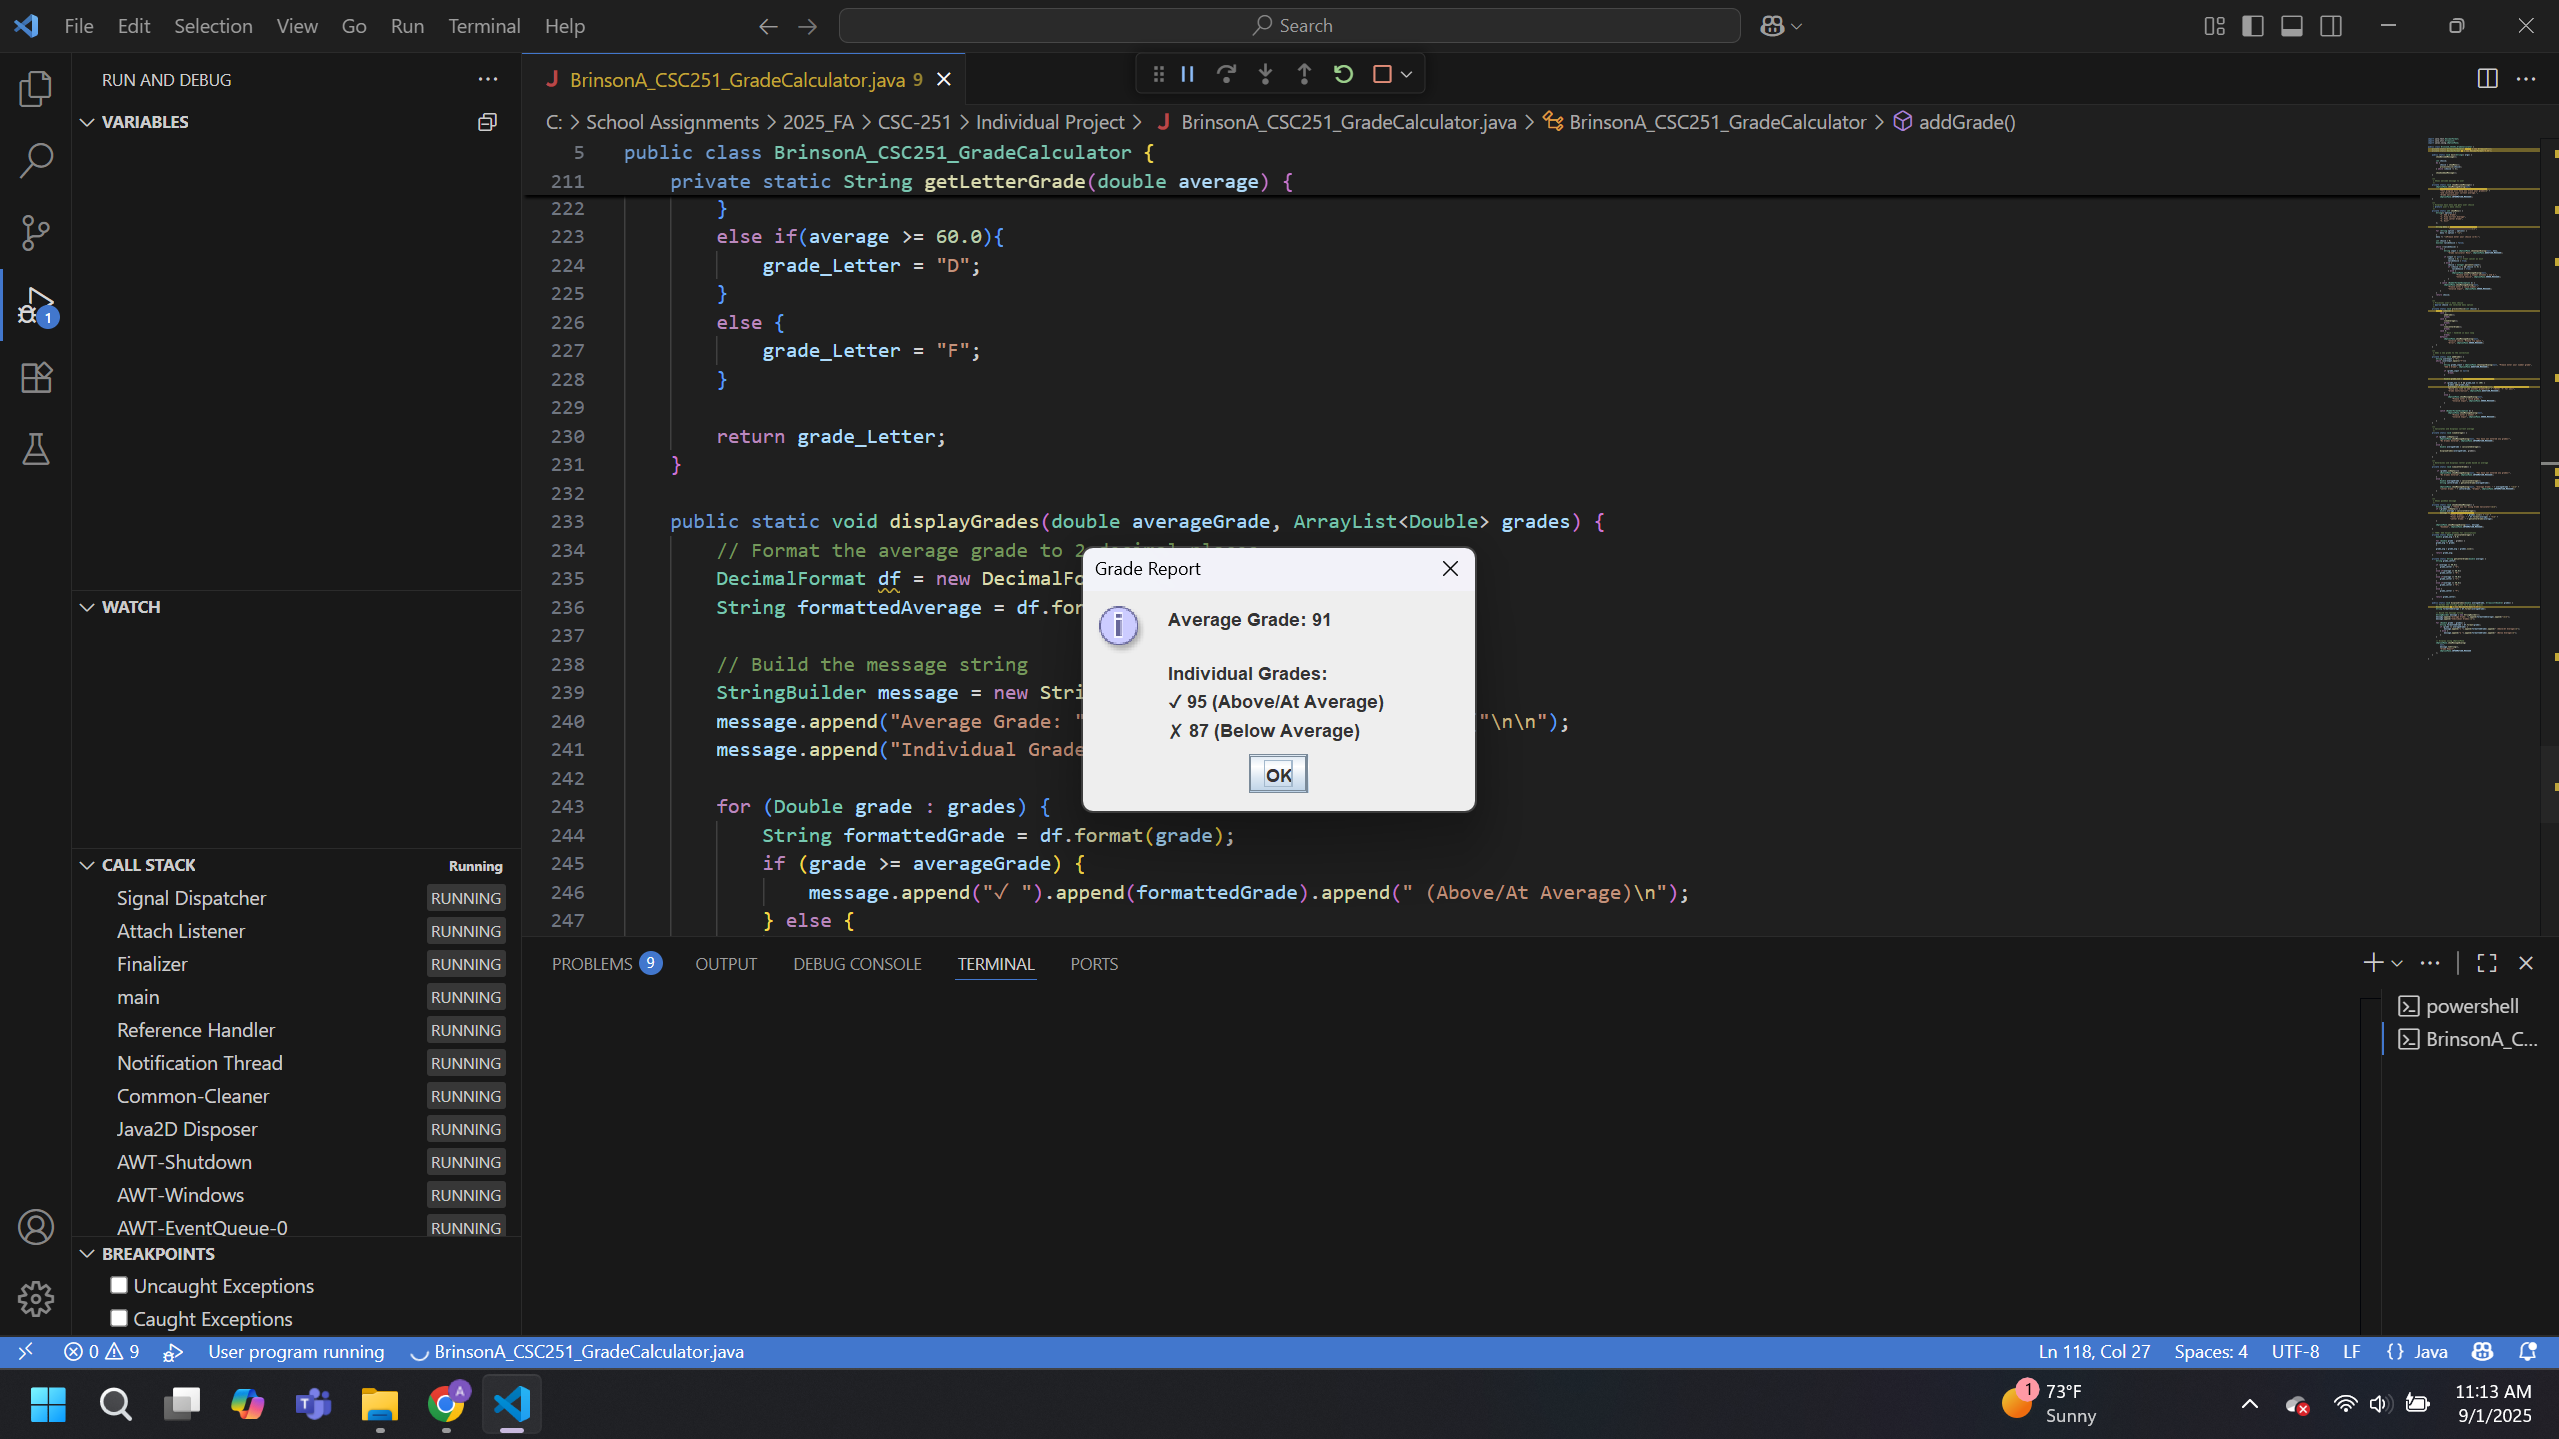 File Edit Selection View Go Run Terminal Help
Search
RUN AND DEBUG
BrinsonA_CSC251_GradeCalculator.java 9
VARIABLES
C: > School Assignments > 2025_FA > CSC-251 > Individual Project > BrinsonA_CSC251_GradeCalculator.java > BrinsonA_CSC251_GradeCalculator > addGrade()
5 public class BrinsonA_CSC251_GradeCalculator {
211 private static String getLetterGrade(double average) {
222 }
223 else if(average >= 60.0){
224 grade_Letter = "D";
225 }
226 else {
227 grade_Letter = "F";
228 }
229
230 return grade_Letter;
231 }
232
233 public static void displayGrades(double averageGrade, ArrayList<Double> grades) {
234 // Format the average grade to 2
235 DecimalFormat df = new DecimalFo
236 String formattedAverage = df.for
237
238 // Build the message string
239 StringBuilder message = new Stri
240 message.append("Average Grade: " "\n\n");
241 message.append("Individual Grade
242
243 for (Double grade : grades) {
244 String formattedGrade = df.format(grade);
245 if (grade >= averageGrade) {
246 message.append("✓ ").append(formattedGrade).append(" (Above/At Average)\n");
247 } else {
Grade Report
Average Grade: 91
Individual Grades:
✓ 95 (Above/At Average)
✗ 87 (Below Average)
OK
WATCH
CALL STACK Running
Signal Dispatcher RUNNING
Attach Listener RUNNING
Finalizer RUNNING
main RUNNING
Reference Handler RUNNING
Notification Thread RUNNING
Common-Cleaner RUNNING
Java2D Disposer RUNNING
AWT-Shutdown RUNNING
AWT-Windows RUNNING
AWT-EventQueue-0 RUNNING
BREAKPOINTS
Uncaught Exceptions
Caught Exceptions
1
PROBLEMS 9 OUTPUT DEBUG CONSOLE TERMINAL PORTS
powershell
BrinsonA_C...
0 9 User program running BrinsonA_CSC251_GradeCalculator.java Ln 118, Col 27 Spaces: 4 UTF-8 LF {} Java
A
1
73°F
Sunny
11:13 AM
9/1/2025